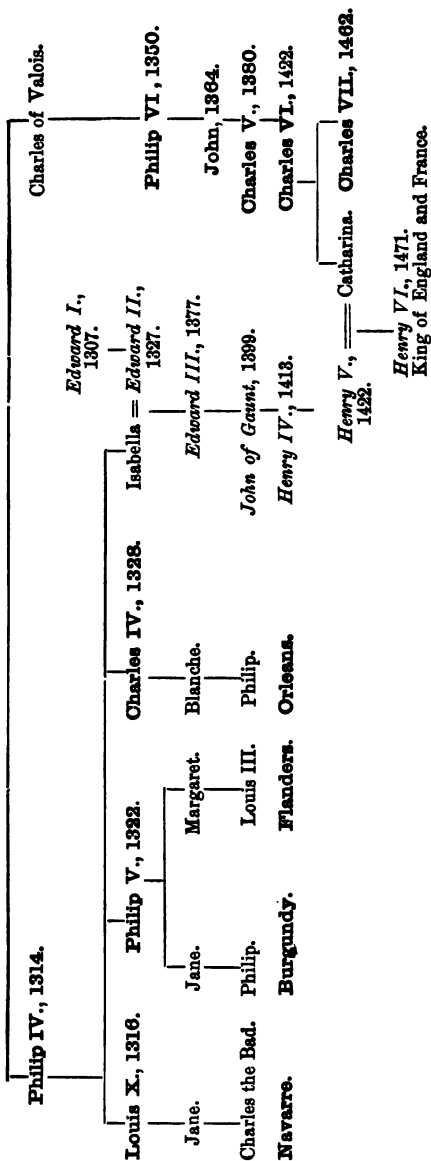 Philip IV., 1314.
Charles of Valois.
Edward I.,
1307.
Louis X., 1316.
Philip V., 1322.
Charles IV., 1328.
Isabella = Edward II.,
1327.
Philip VI, 1350.
Jane.
Jane.
Margaret.
Blanche.
Edward III., 1377.
John, 1364.
Charles the Bad.
Philip.
Louis III.
Philip.
John of Gaunt, 1399.
Charles V., 1380.
Navarre.
Burgundy.
Flanders.
Orleans.
Henry IV., 1413.
Charles VI., 1422.
Henry V., = Catharina.
1422.
Charles VII., 1462.
Henry VI., 1471.
King of England and France.